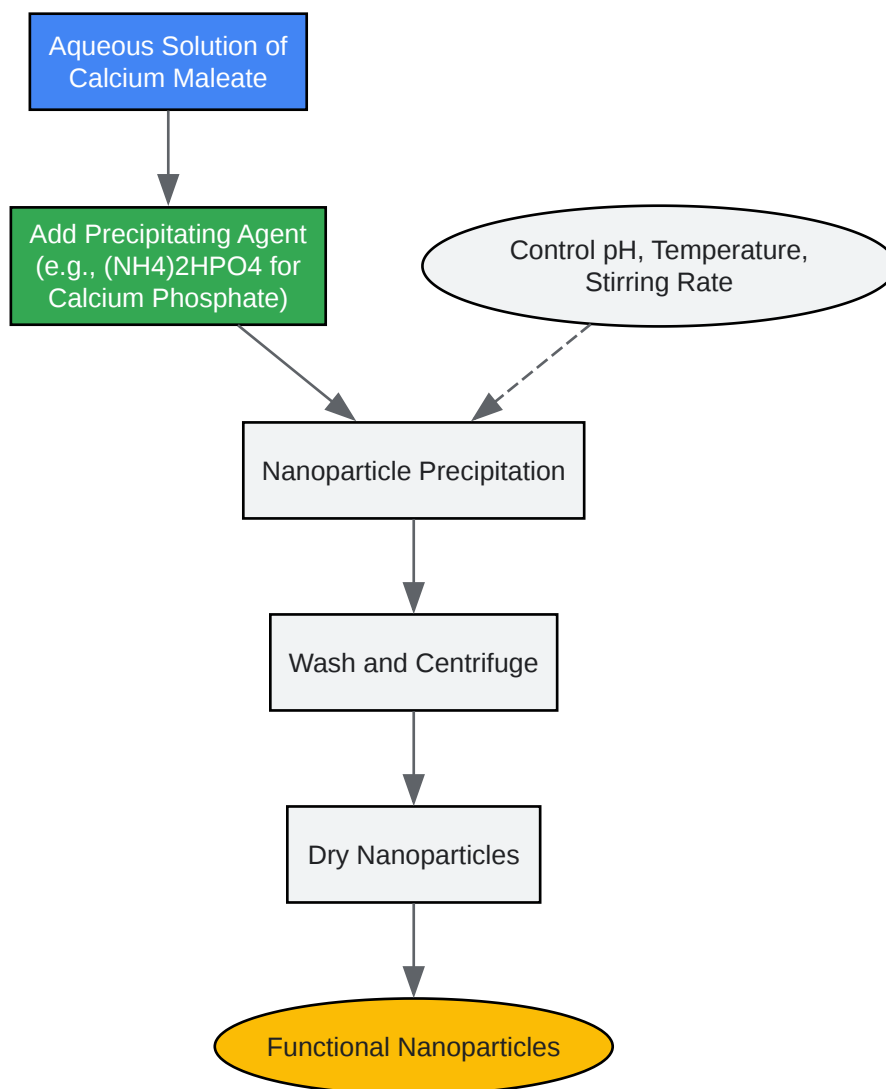 Aqueous Solution of
Calcium Maleate
Add Precipitating Agent
(e.g., (NH4)2HPO4 for
Calcium Phosphate)
Control pH, Temperature,
Stirring Rate
Nanoparticle Precipitation
Wash and Centrifuge
Dry Nanoparticles
Functional Nanoparticles